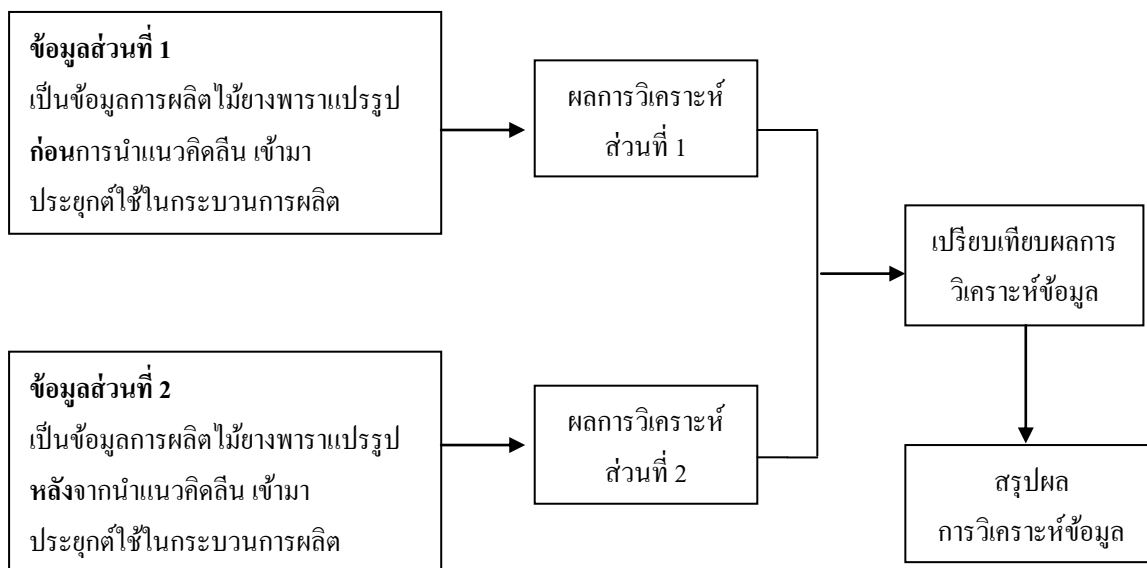 ข้อมูลส่วนที่ 1
เป็นข้อมูลการผลิตไม้ยางพาราแปรรูป
ก่อนการนำแนวคิดลีน เข้ามา
ประยุกต์ใช้ในกระบวนการผลิต
ผลการวิเคราะห์
ส่วนที่ 1
ข้อมูลส่วนที่ 2
เป็นข้อมูลการผลิตไม้ยางพาราแปรรูป
หลังจากนำแนวคิดลีน เข้ามา
ประยุกต์ใช้ในกระบวนการผลิต
ผลการวิเคราะห์
ส่วนที่ 2
เปรียบเทียบผลการ
วิเคราะห์ข้อมูล
สรุปผล
การวิเคราะห์ข้อมูล